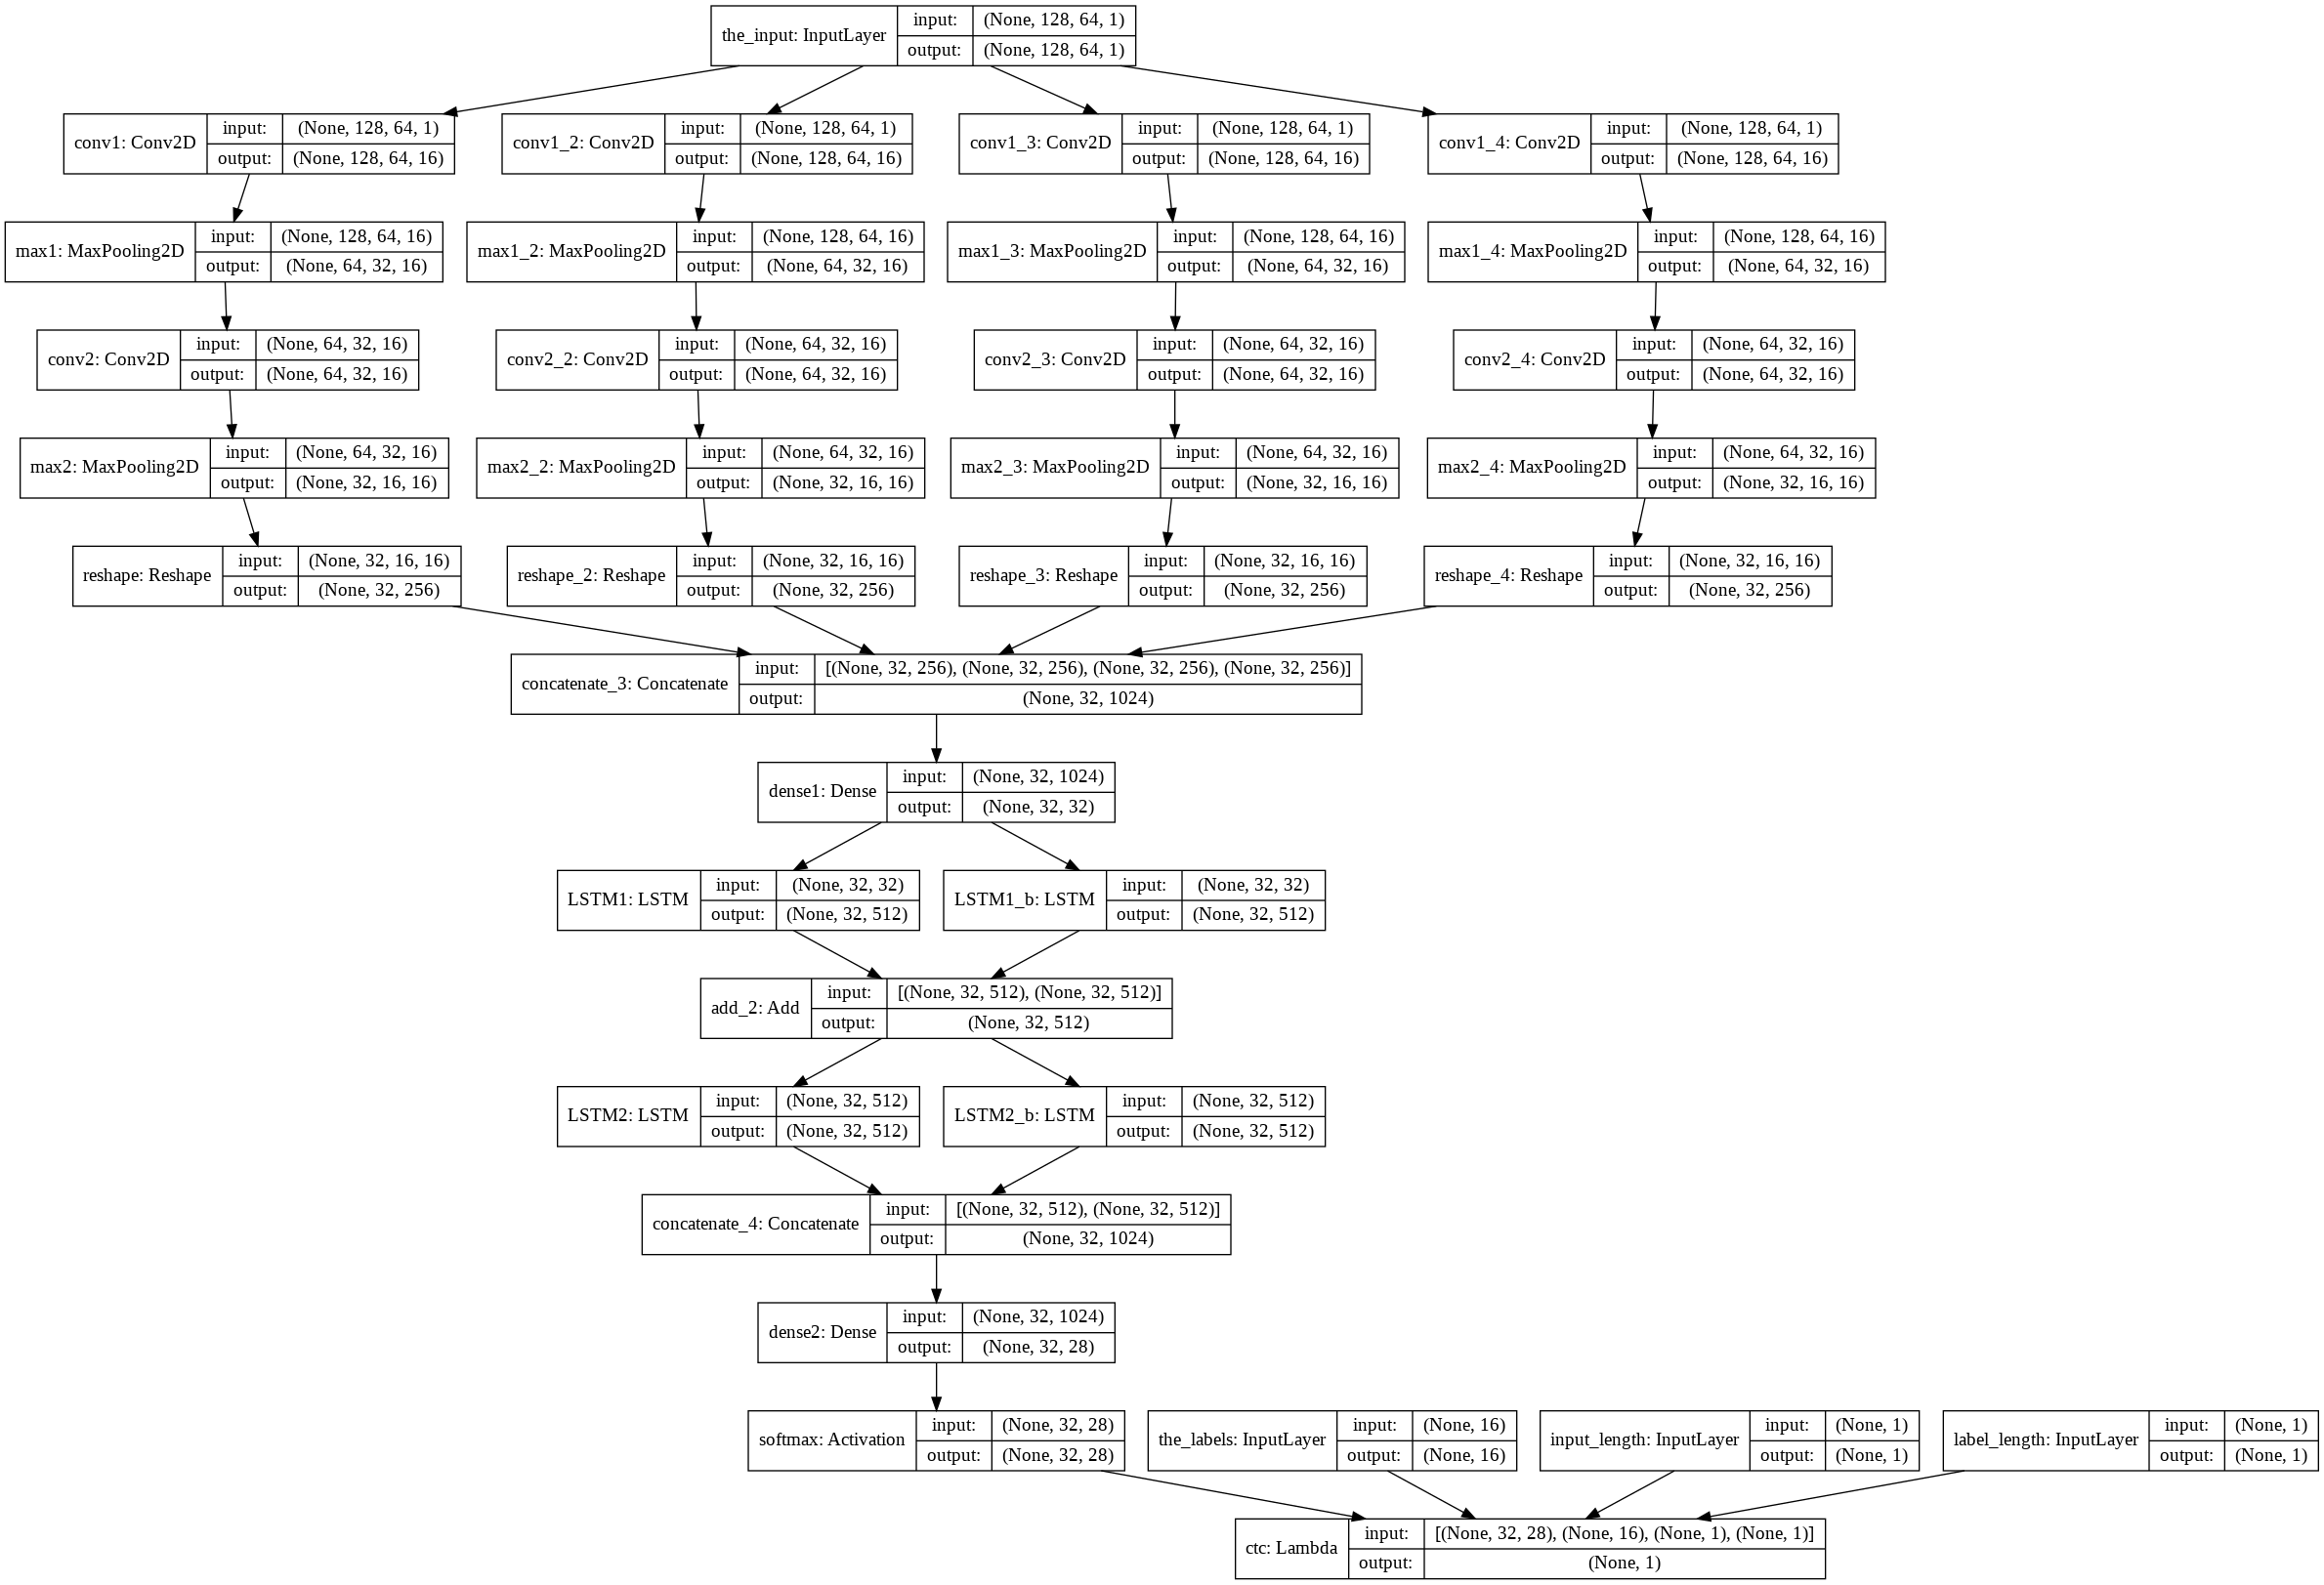 the_input: InputLayer
input: (None, 128, 64, 1)
output: (None, 128, 64, 1)
conv1: Conv2D
input: (None, 128, 64, 1)
output: (None, 128, 64, 16)
conv1_2: Conv2D
input: (None, 128, 64, 1)
output: (None, 128, 64, 16)
conv1_3: Conv2D
input: (None, 128, 64, 1)
output: (None, 128, 64, 16)
conv1_4: Conv2D
input: (None, 128, 64, 1)
output: (None, 128, 64, 16)
max1: MaxPooling2D
input: (None, 128, 64, 16)
output: (None, 64, 32, 16)
max1_2: MaxPooling2D
input: (None, 128, 64, 16)
output: (None, 64, 32, 16)
max1_3: MaxPooling2D
input: (None, 128, 64, 16)
output: (None, 64, 32, 16)
max1_4: MaxPooling2D
input: (None, 128, 64, 16)
output: (None, 64, 32, 16)
conv2: Conv2D
input: (None, 64, 32, 16)
output: (None, 64, 32, 16)
conv2_2: Conv2D
input: (None, 64, 32, 16)
output: (None, 64, 32, 16)
conv2_3: Conv2D
input: (None, 64, 32, 16)
output: (None, 64, 32, 16)
conv2_4: Conv2D
input: (None, 64, 32, 16)
output: (None, 64, 32, 16)
max2: MaxPooling2D
input: (None, 64, 32, 16)
output: (None, 32, 16, 16)
max2_2: MaxPooling2D
input: (None, 64, 32, 16)
output: (None, 32, 16, 16)
max2_3: MaxPooling2D
input: (None, 64, 32, 16)
output: (None, 32, 16, 16)
max2_4: MaxPooling2D
input: (None, 64, 32, 16)
output: (None, 32, 16, 16)
reshape: Reshape
input: (None, 32, 16, 16)
output: (None, 32, 256)
reshape_2: Reshape
input: (None, 32, 16, 16)
output: (None, 32, 256)
reshape_3: Reshape
input: (None, 32, 16, 16)
output: (None, 32, 256)
reshape_4: Reshape
input: (None, 32, 16, 16)
output: (None, 32, 256)
concatenate_3: Concatenate
input: [(None, 32, 256), (None, 32, 256), (None, 32, 256), (None, 32, 256)]
output: (None, 32, 1024)
dense1: Dense
input: (None, 32, 1024)
output: (None, 32, 32)
LSTM1: LSTM
input: (None, 32, 32)
output: (None, 32, 512)
LSTM1_b: LSTM
input: (None, 32, 32)
output: (None, 32, 512)
add_2: Add
input: [(None, 32, 512), (None, 32, 512)]
output: (None, 32, 512)
LSTM2: LSTM
input: (None, 32, 512)
output: (None, 32, 512)
LSTM2_b: LSTM
input: (None, 32, 512)
output: (None, 32, 512)
concatenate_4: Concatenate
input: [(None, 32, 512), (None, 32, 512)]
output: (None, 32, 1024)
dense2: Dense
input: (None, 32, 1024)
output: (None, 32, 28)
softmax: Activation
input: (None, 32, 28)
output: (None, 32, 28)
the_labels: InputLayer
input: (None, 16)
output: (None, 16)
input_length: InputLayer
input: (None, 1)
output: (None, 1)
label_length: InputLayer
input: (None, 1)
output: (None, 1)
ctc: Lambda
input: [(None, 32, 28), (None, 16), (None, 1), (None, 1)]
output: (None, 1)